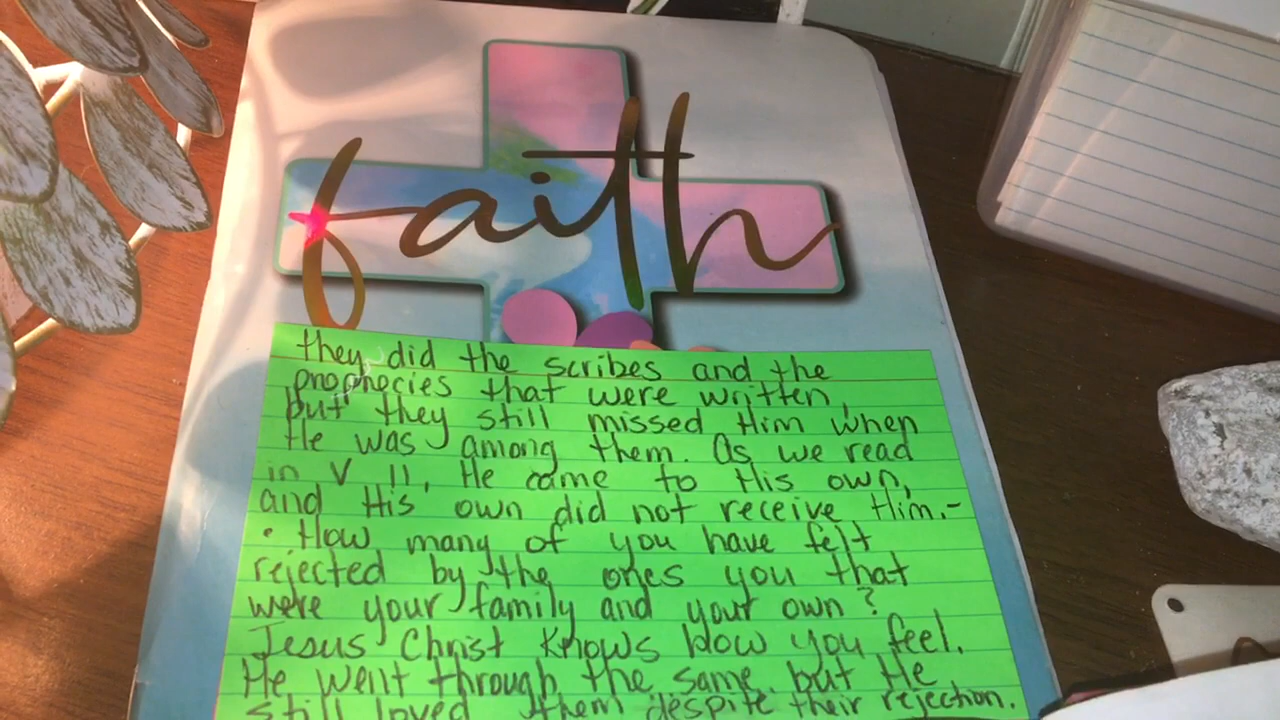 faith
they did the scribes and the
prophecies that were written,
but they still missed Him when
He was among them. As we read
in V 11, He came to His own,
and His own did not receive Him.-
• How many of you have felt
rejected by the ones you that
were your family and your own?
Jesus Christ knows how you feel.
He went through the same, but He
still loved them despite their rejection.